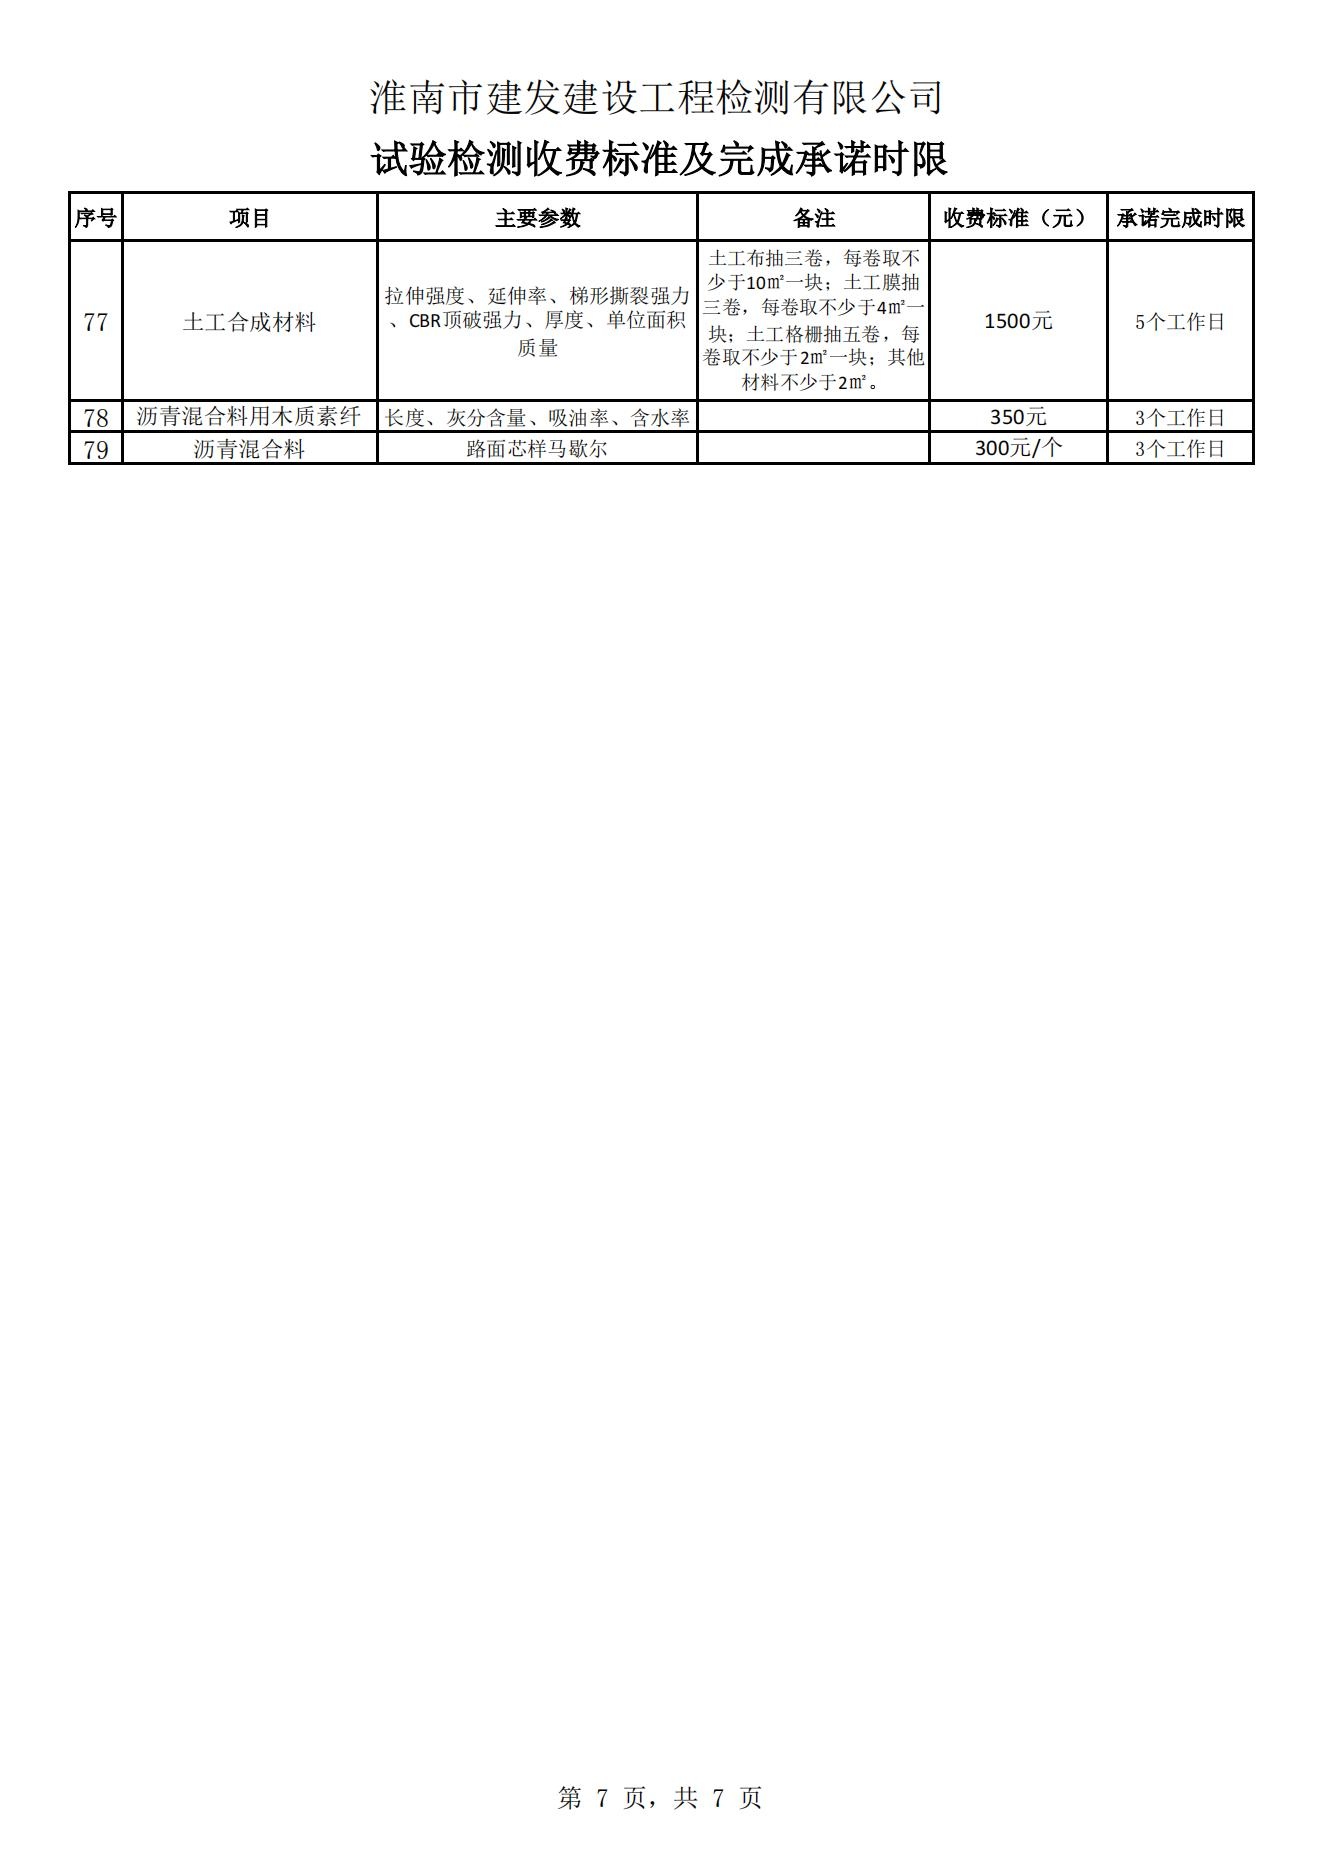 淮南市建发建设工程检测有限公司
试验检测收费标准及完成承诺时限
序号 项目 主要参数 备注 收费标准（元） 承诺完成时限
77 土工合成材料
拉伸强度、延伸率、梯形撕裂强力
、CBR顶破强力、厚度、单位面积
质量
土工布抽三卷，每卷取不
少于10㎡一块；土工膜抽
三卷，每卷取不少于4㎡一
块；土工格栅抽五卷，每
卷取不少于2㎡一块；其他
材料不少于2㎡。
1500元 5个工作日
78 沥青混合料用木质素纤 长度、灰分含量、吸油率、含水率 350元 3个工作日
79 沥青混合料 路面芯样马歇尔 300元/个 3个工作日
第 7 页，共 7 页